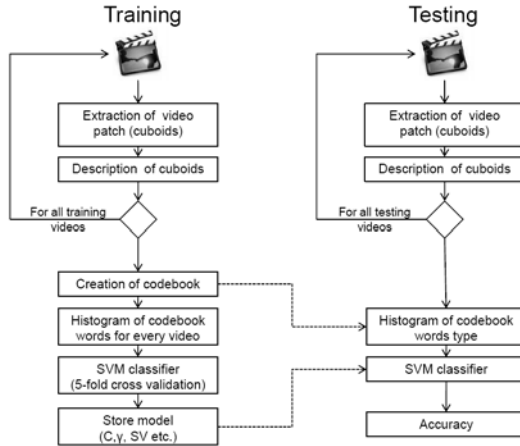 Training
Extraction of video
patch (cuboids)
Description of cuboids
For all training
videos
Creation of codebook
Histogram of codebook
words for every video
SVM classifier
(5-fold cross validation)
Store model
(C,γ, SV etc.)
Testing
Extraction of video
patch (cuboids)
Description of cuboids
For all testing
videos
Histogram of codebook
words type
SVM classifier
Accuracy